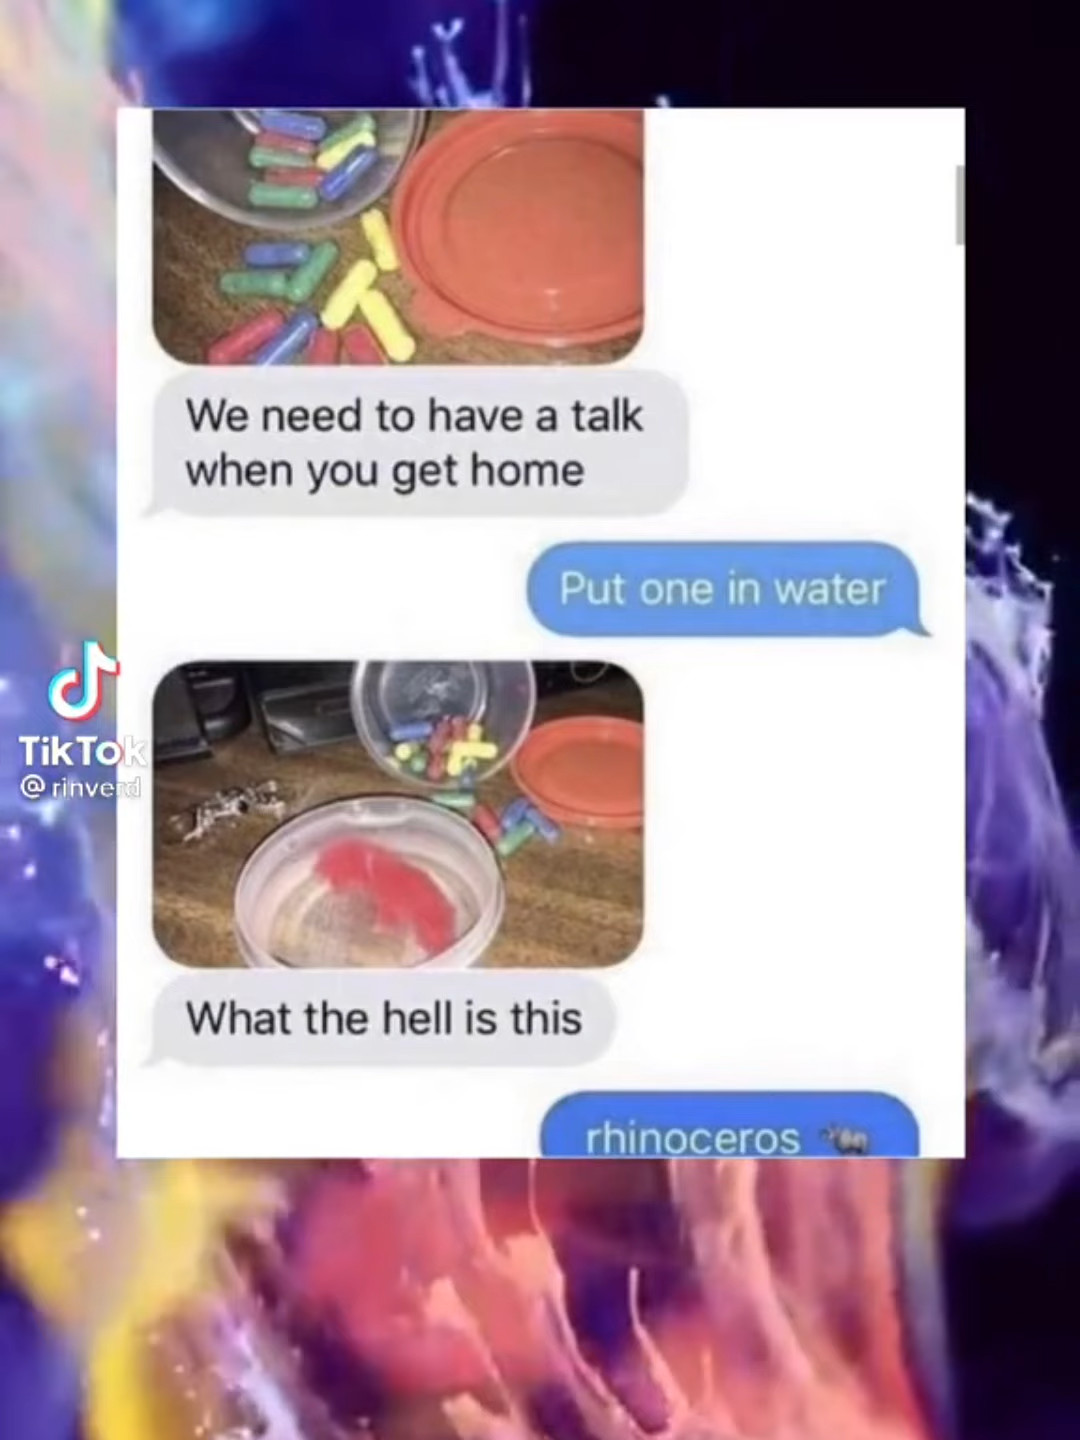 We need to have a talk
when you get home
Put one in water
TikTok
@rinverd
What the hell is this
rhinoceros 🦏